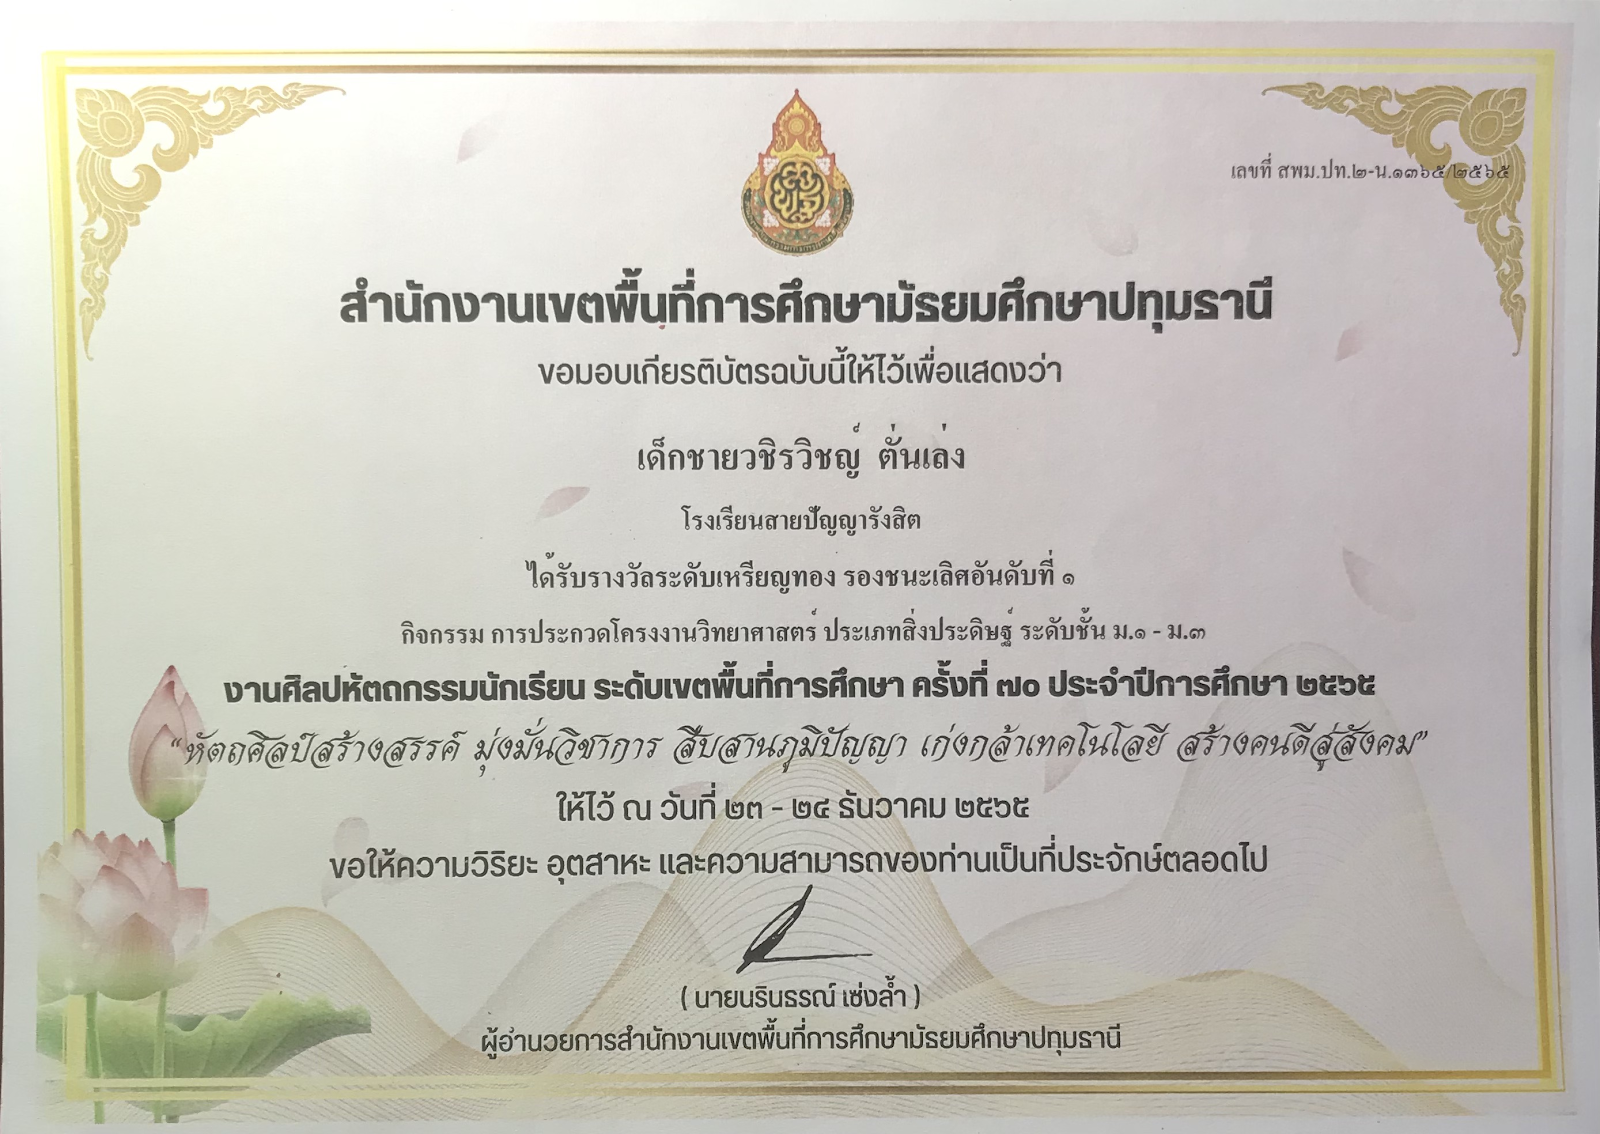 เลขที่ สพม.ปท.๒-น.๑๓๖๕/๒๕๖๕
สำนักงานเขตพื้นที่การศึกษามัธยมศึกษาปทุมธานี
ขอมอบเกียรติบัตรฉบับนี้ให้ไว้เพื่อแสดงว่า
เด็กชายวชิรวิชญ์ ตั่นเล่ง
โรงเรียนสายปัญญารังสิต
ได้รับรางวัลระดับเหรียญทอง รองชนะเลิศอันดับที่ ๑
กิจกรรม การประกวดโครงงานวิทยาศาสตร์ ประเภทสิ่งประดิษฐ์ ระดับชั้น ม.๑ - ม.๓
งานศิลปหัตถกรรมนักเรียน ระดับเขตพื้นที่การศึกษา ครั้งที่ ๗๐ ประจำปีการศึกษา ๒๕๖๕
“หัตถศิลป์สร้างสรรค์ มุ่งมั่นวิชาการ สืบสานภูมิปัญญา เก่งกล้าเทคโนโลยี สร้างคนดีสู่สังคม”
ให้ไว้ ณ วันที่ ๒๓ - ๒๔ ธันวาคม ๒๕๖๕
ขอให้ความวิริยะ อุตสาหะ และความสามารถของท่านเป็นที่ประจักษ์ตลอดไป
( นายนรินธรณ์ เซ่งล้ำ )
ผู้อำนวยการสำนักงานเขตพื้นที่การศึกษามัธยมศึกษาปทุมธานี